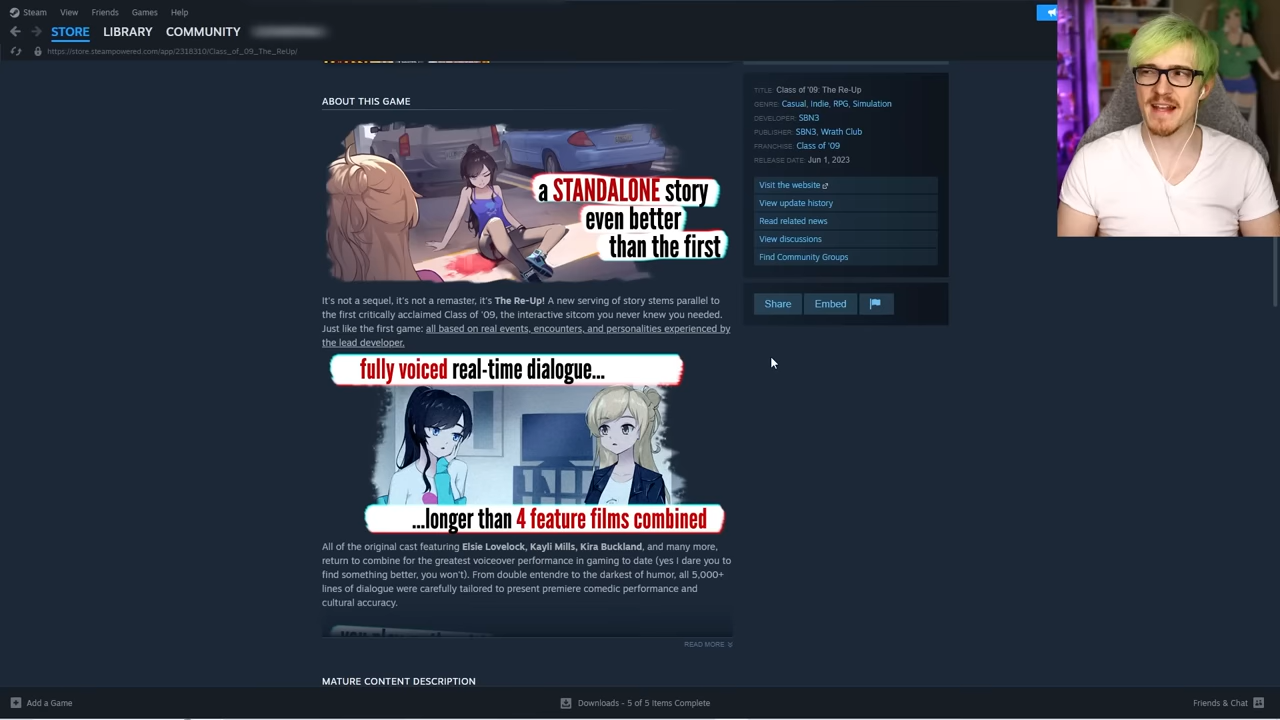 Steam View Friends Games Help
STORE LIBRARY COMMUNITY
https://store.steampowered.com/app/2318310/Class_of_09_The_ReUp/
ABOUT THIS GAME
a STANDALONE story
even better
than the first
It's not a sequel, it's not a remaster, it's The Re-Up! A new serving of story stems parallel to
the first critically acclaimed Class of '09, the interactive sitcom you never knew you needed.
Just like the first game: all based on real events, encounters, and personalities experienced by
the lead developer.
fully voiced real-time dialogue...
...longer than 4 feature films combined
All of the original cast featuring Elsie Lovelock, Kayli Mills, Kira Buckland, and many more,
return to combine for the greatest voiceover performance in gaming to date (yes I dare you to
find something better, you won't). From double entendre to the darkest of humor, all 5,000+
lines of dialogue were carefully tailored to present premiere comedic performance and
cultural accuracy.
READ MORE
MATURE CONTENT DESCRIPTION
TITLE: Class of '09: The Re-Up
GENRE: Casual, Indie, RPG, Simulation
DEVELOPER: SBN3
PUBLISHER: SBN3, Wrath Club
FRANCHISE: Class of '09
RELEASE DATE: Jun 1, 2023
Visit the website
View update history
Read related news
View discussions
Find Community Groups
Share Embed
Add a Game
Downloads - 5 of 5 Items Complete
Friends & Chat